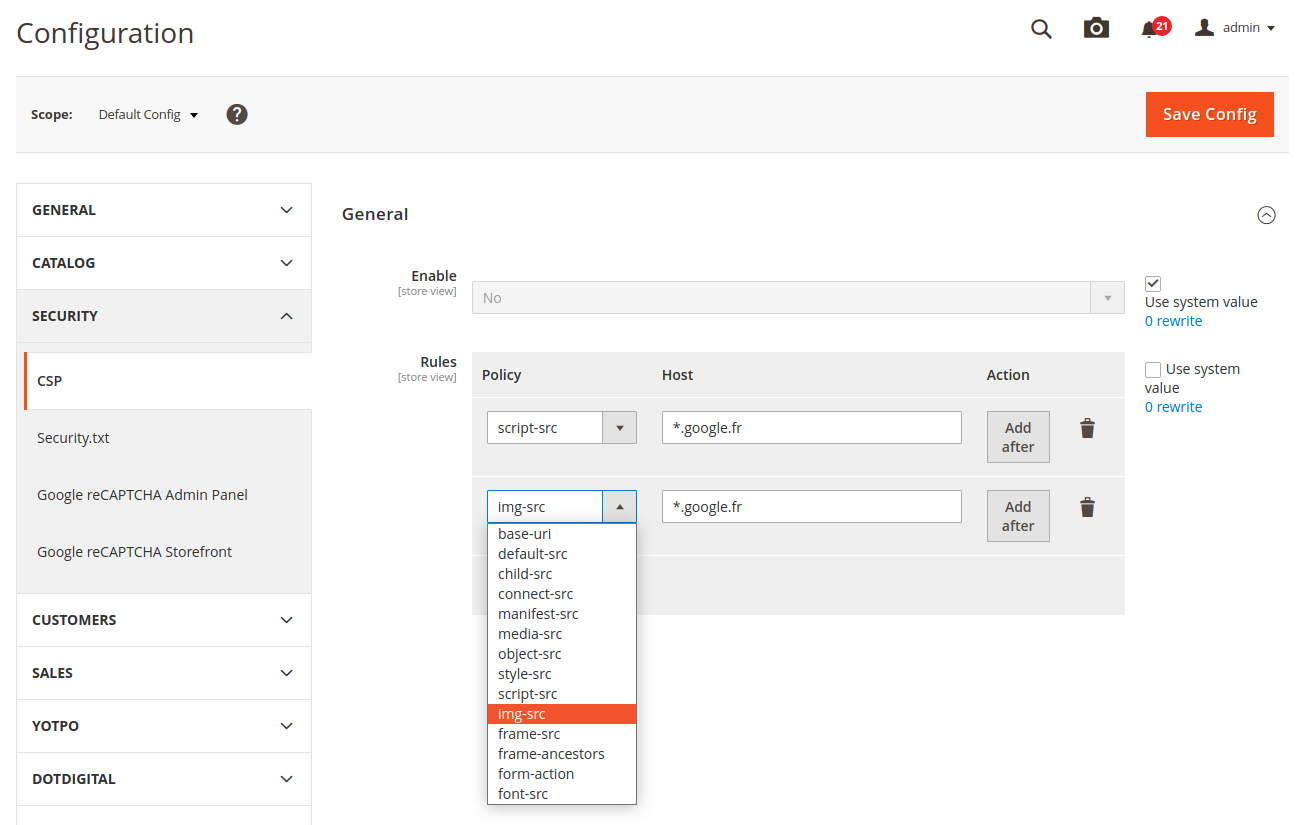 Configuration
21
admin
Scope:
Default Config
?
Save Config
GENERAL
CATALOG
SECURITY
CSP
Security.txt
Google reCAPTCHA Admin Panel
Google reCAPTCHA Storefront
CUSTOMERS
SALES
YOTPO
DOTDIGITAL
General
Enable
[store view]
No
Use system value
0 rewrite
Rules
[store view]
Policy Host Action
script-src
*.google.fr
Add
after
img-src
*.google.fr
Add
after
base-uri
default-src
child-src
connect-src
manifest-src
media-src
object-src
style-src
script-src
img-src
frame-src
frame-ancestors
form-action
font-src
Use system
value
0 rewrite